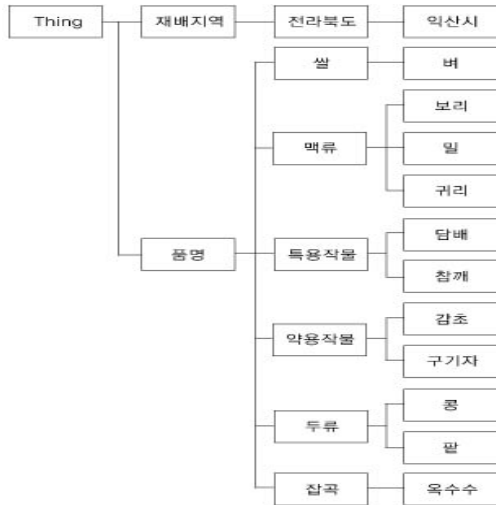 Thing 재배지역 전라북도 익산시
쌀 벼
맥류 보리
밀
귀리
품명 특용작물 담배
참깨
약용작물 감초
구기자
두류 콩
팥
잡곡 옥수수